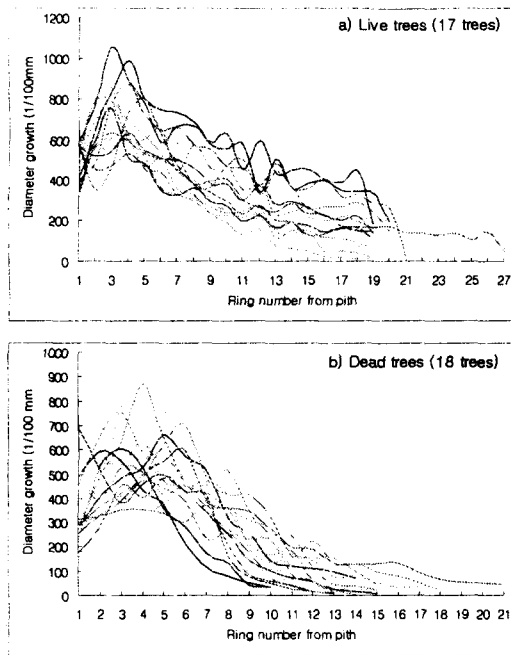 a) Live trees (17 trees)
Diameter growth (1/100mm
1200
1000
800
600
400
200
0
1 3 5 7 9 11 13 15 17 19 21 23 25 27
Ring number from pith
b) Dead trees (18 trees)
Diameter growth (1/100 mm
1000
900
800
700
600
500
400
300
200
100
0
1 2 3 4 5 6 7 8 9 10 11 12 13 14 15 16 17 18 19 20 21
Ring number from pith